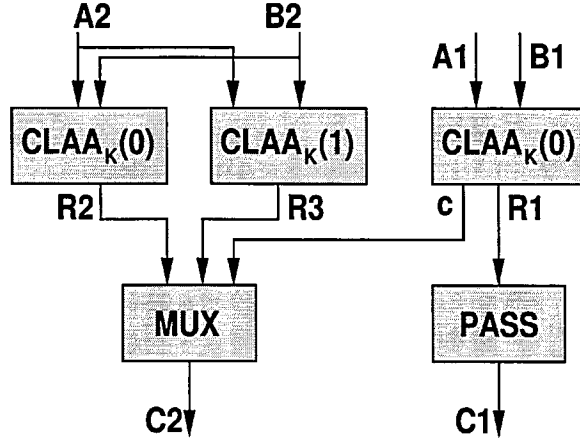 A2 B2
A1 B1
CLAAK(0) CLAAK(1) CLAAK(0)
R2 R3 c R1
MUX PASS
C2 C1